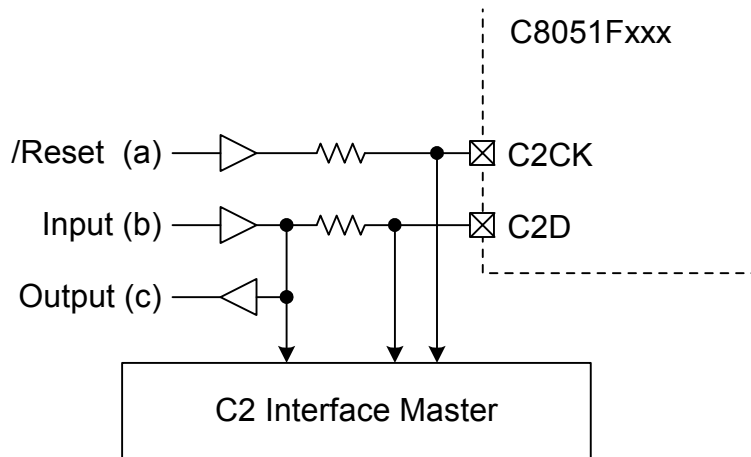 C8051Fxxx
/Reset (a)
C2CK
Input (b)
C2D
Output (c)
C2 Interface Master